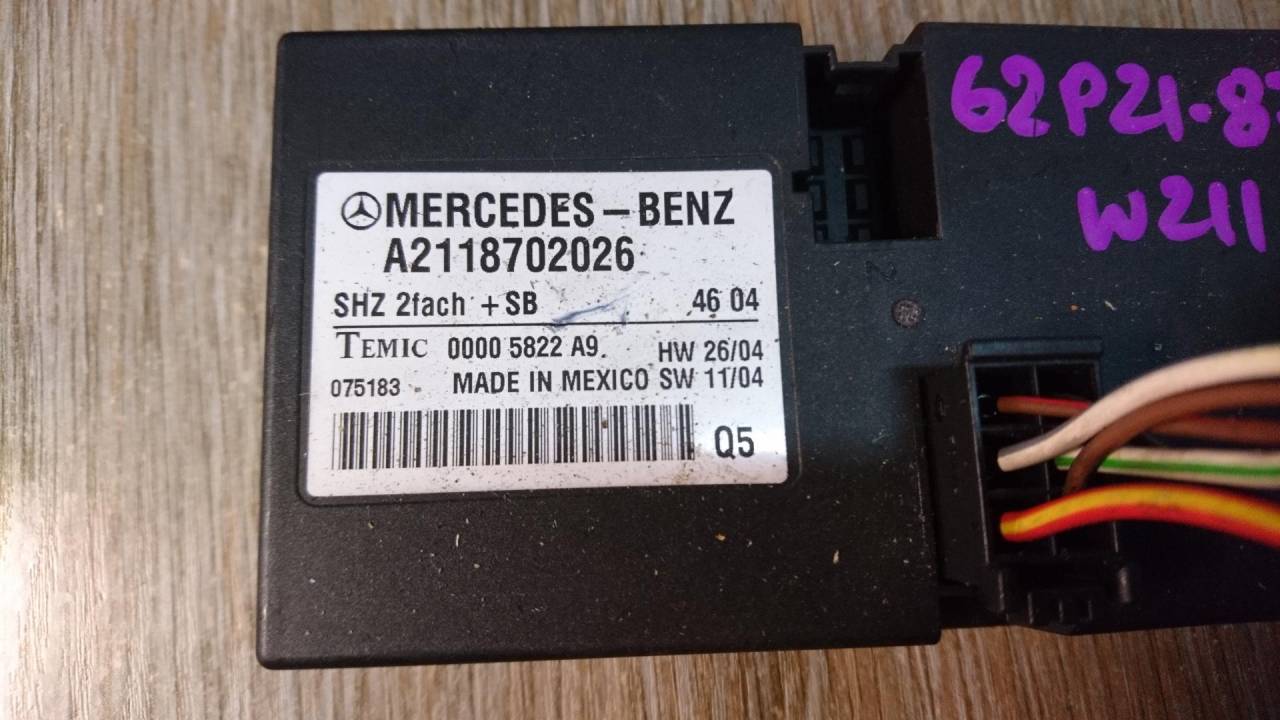 MERCEDES-BENZ
A2118702026
SHZ 2fach + SB 46 04
TEMIC 0000 5822 A9. HW 26/04
075183 MADE IN MEXICO SW 11/04
Q5
62P21-8
W211
2